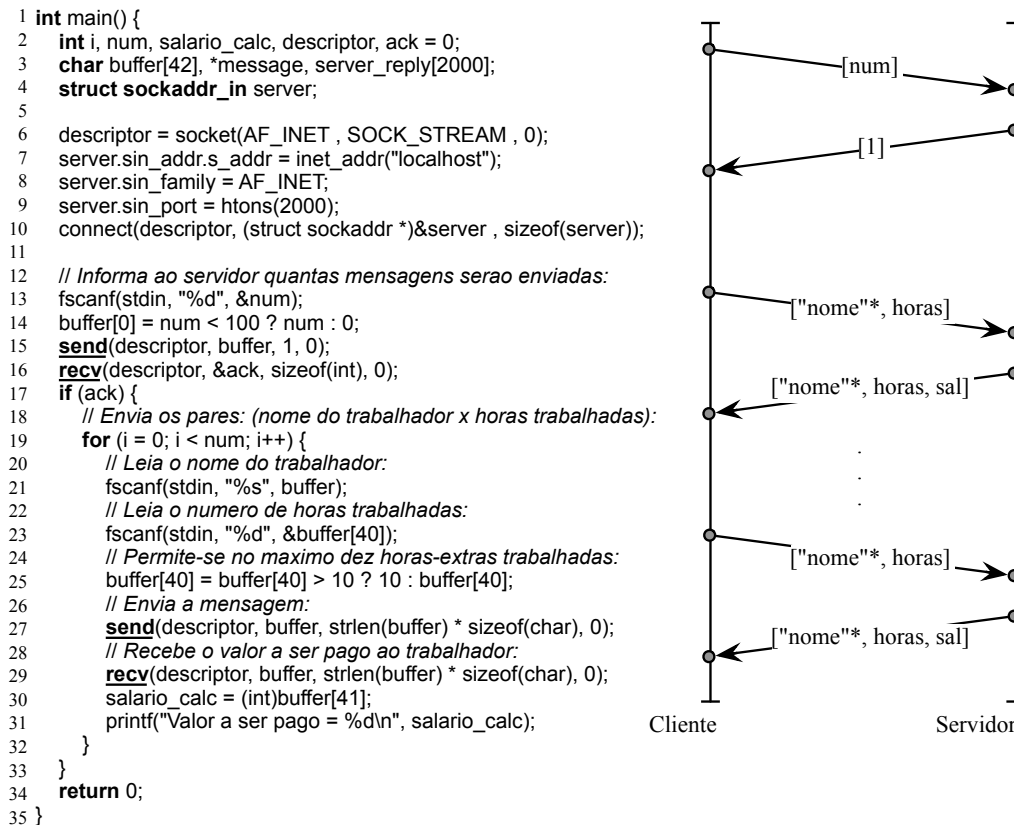 1 int main() {
2 int i, num, salario_calc, descriptor, ack = 0;
3 char buffer[42], *message, server_reply[2000];
4 struct sockaddr_in server;
5
6 descriptor = socket(AF_INET , SOCK_STREAM , 0);
7 server.sin_addr.s_addr = inet_addr("localhost");
8 server.sin_family = AF_INET;
9 server.sin_port = htons(2000);
10 connect(descriptor, (struct sockaddr *)&server , sizeof(server));
11
12 // Informa ao servidor quantas mensagens serao enviadas:
13 fscanf(stdin, "%d", &num);
14 buffer[0] = num < 100 ? num : 0;
15 send(descriptor, buffer, 1, 0);
16 recv(descriptor, &ack, sizeof(int), 0);
17 if (ack) {
18 // Envia os pares: (nome do trabalhador x horas trabalhadas):
19 for (i = 0; i < num; i++) {
20 // Leia o nome do trabalhador:
21 fscanf(stdin, "%s", buffer);
22 // Leia o numero de horas trabalhadas:
23 fscanf(stdin, "%d", &buffer[40]);
24 // Permite-se no maximo dez horas-extras trabalhadas:
25 buffer[40] = buffer[40] > 10 ? 10 : buffer[40];
26 // Envia a mensagem:
27 send(descriptor, buffer, strlen(buffer) * sizeof(char), 0);
28 // Recebe o valor a ser pago ao trabalhador:
29 recv(descriptor, buffer, strlen(buffer) * sizeof(char), 0);
30 salario_calc = (int)buffer[41];
31 printf("Valor a ser pago = %d\n", salario_calc);
32 }
33 }
34 return 0;
35 }
[num]
[1]
["nome"*, horas]
["nome"*, horas, sal]
.
.
.
["nome"*, horas]
["nome"*, horas, sal]
Cliente
Servidor